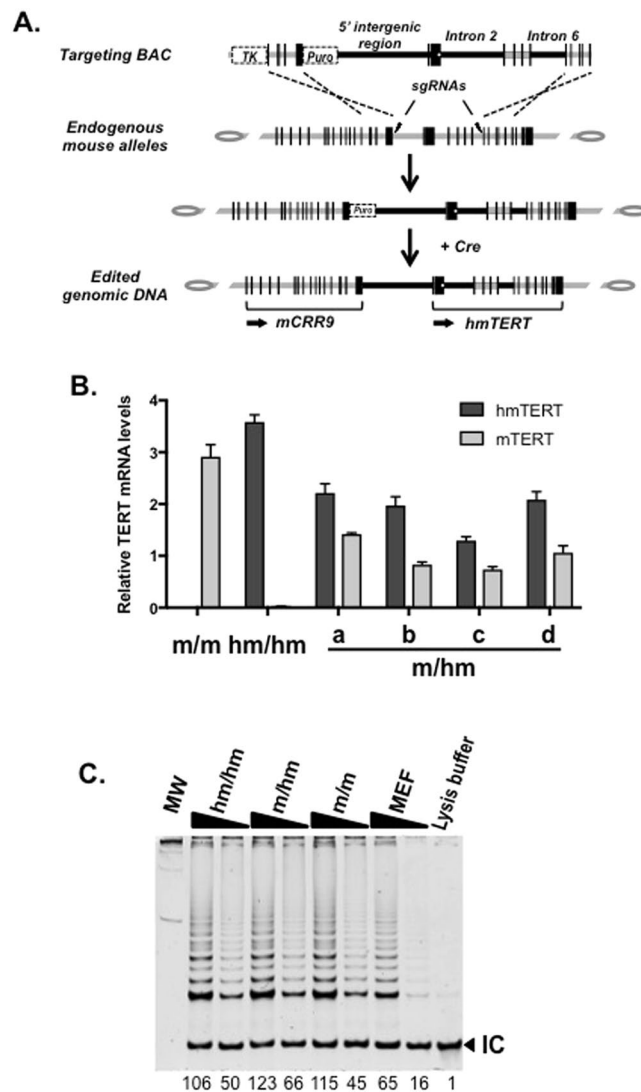 A.
5' intergenic region
Intron 2
Intron 6
Targeting BAC
TK
Puro
sgRNAs
Endogenous mouse alleles
Puro
+ Cre
Edited genomic DNA
mCRR9
hmTERT
B.
Relative TERT mRNA levels
4
3
2
1
0
hmTERT
mTERT
m/m
hm/hm
a
b
c
d
m/hm
C.
MW
hm/hm
m/hm
m/m
MEF
Lysis buffer
IC
106 50 123 66 115 45 65 16 1